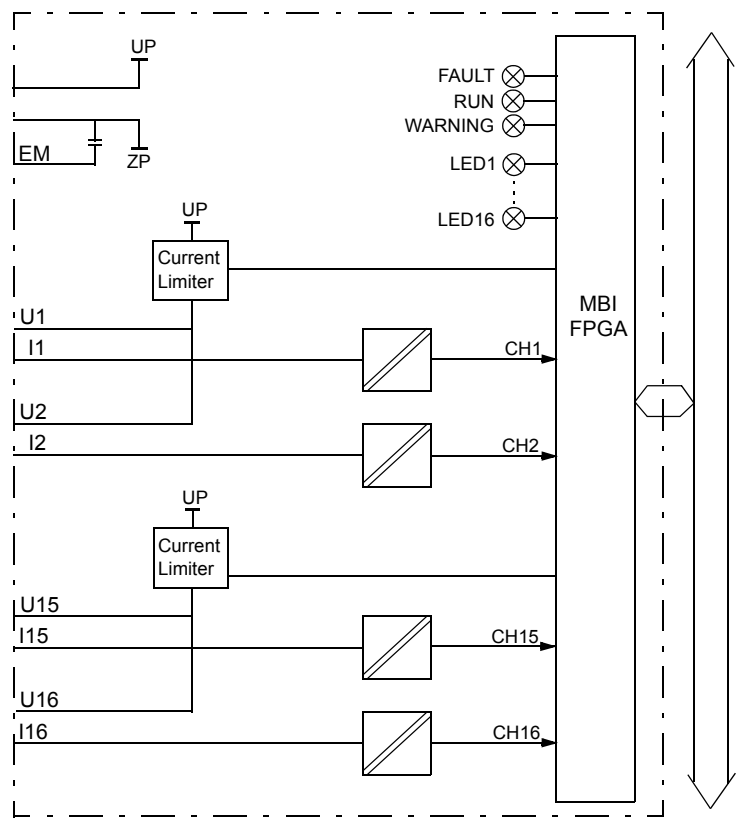 UP
EM
ZP
FAULT
RUN
WARNING
LED1
LED16
UP
Current
Limiter
U1
I1
CH1
MBI
FPGA
U2
I2
CH2
UP
Current
Limiter
U15
I15
CH15
U16
I16
CH16